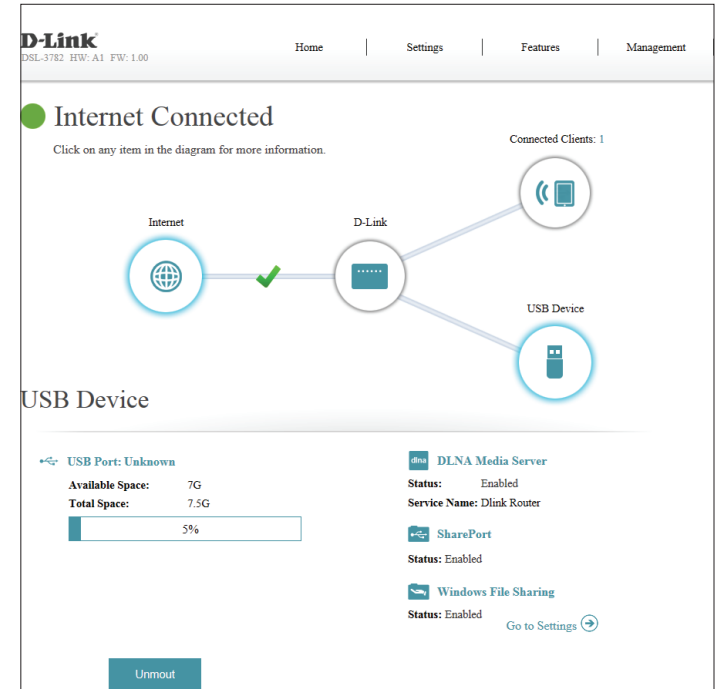 D-Link
DSL-3782 HW: A1 FW: 1.00
Home Settings Features Management
Internet Connected
Click on any item in the diagram for more information.
Connected Clients: 1
Internet
D-Link
USB Device
USB Device
USB Port: Unknown
Available Space: 7G
Total Space: 7.5G
5%
dlna DLNA Media Server
Status: Enabled
Service Name: Dlink Router
SharePort
Status: Enabled
Windows File Sharing
Status: Enabled
Go to Settings
Unmout